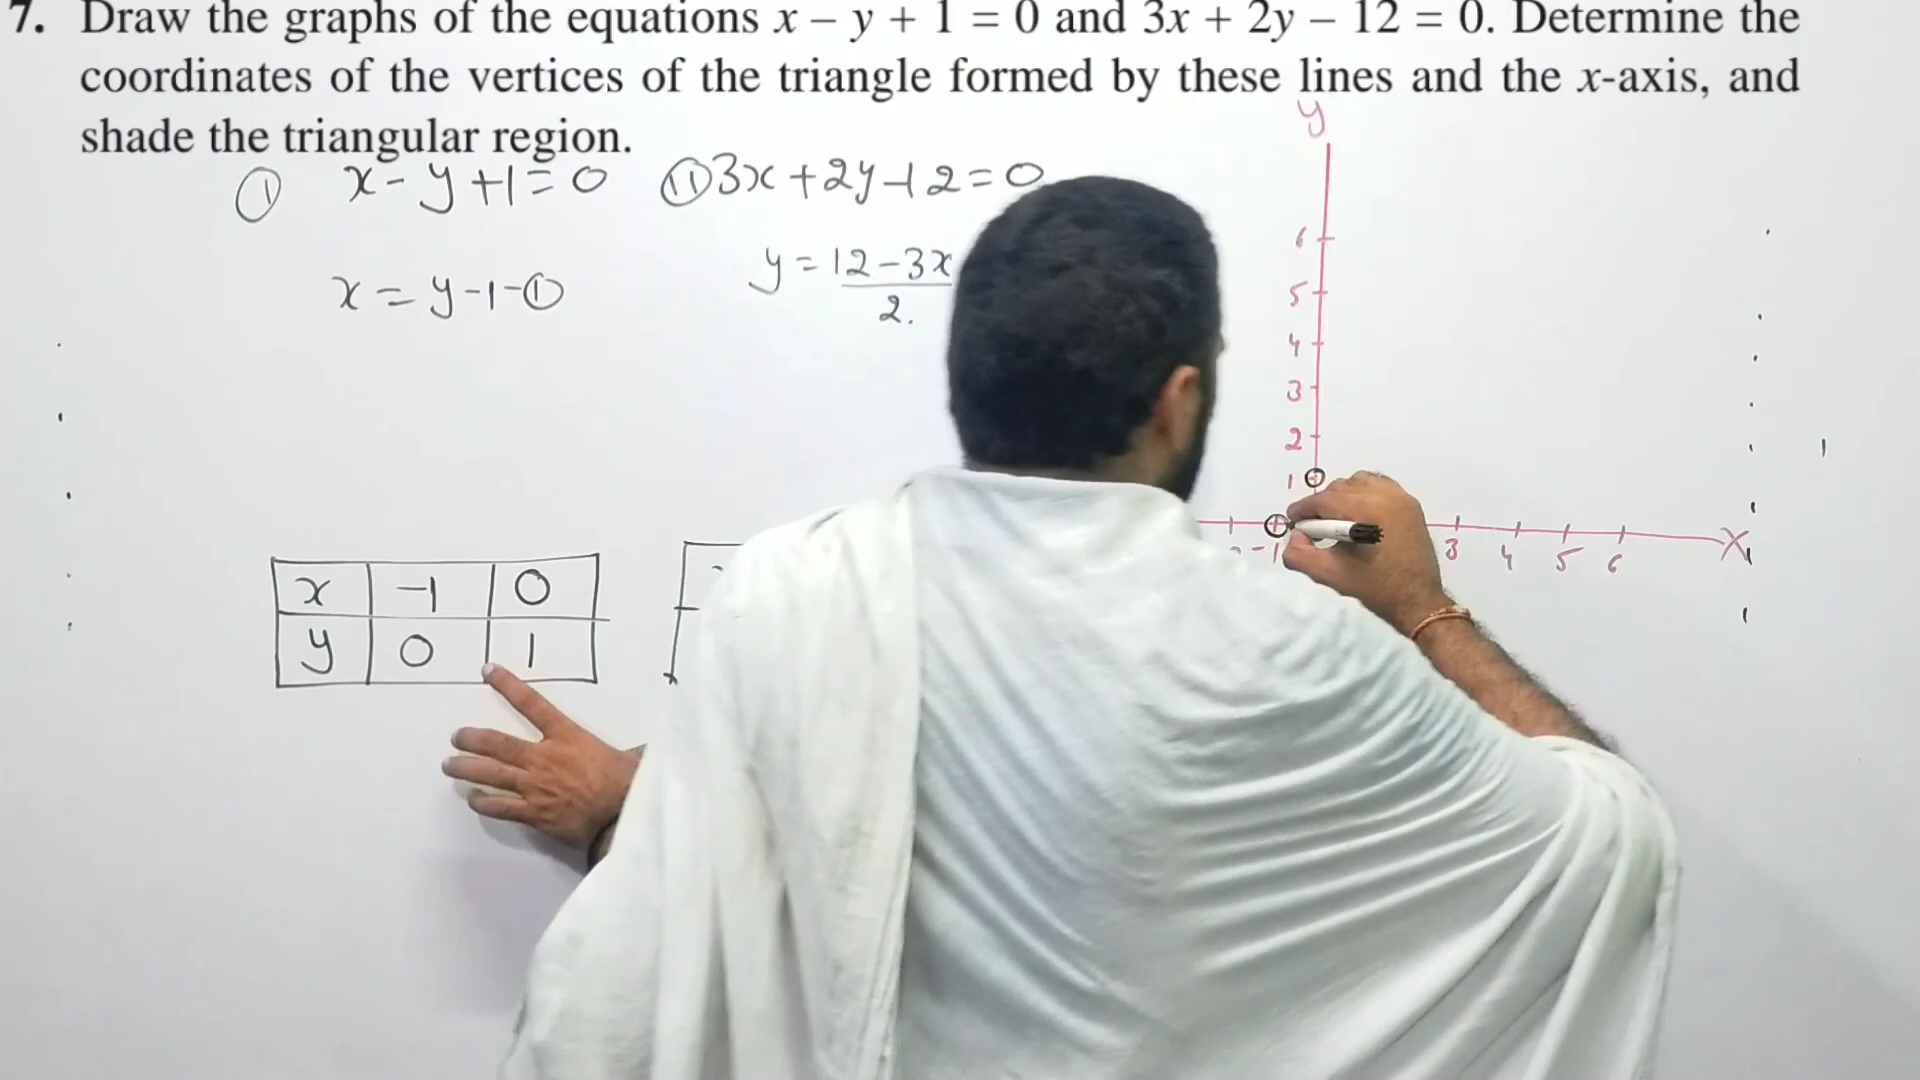 7. Draw the graphs of the equations x – y + 1 = 0 and 3x + 2y – 12 = 0. Determine the
coordinates of the vertices of the triangle formed by these lines and the x-axis, and
shade the triangular region.
① x - y + 1 = 0
x = y - 1 - ①
x -1 0
y 0 1
⑪ 3x + 2y - 12 = 0
y = 12 - 3x
2.
y
6
5
4
3
2
1
-1 3 4 5 6 X